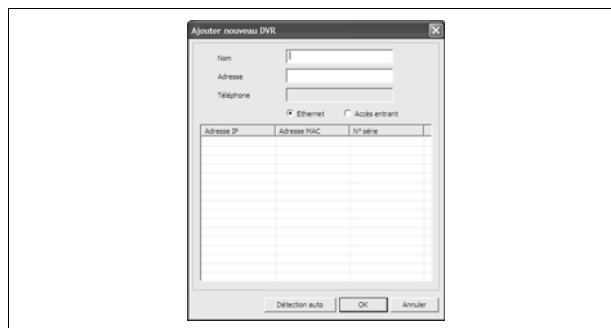 Ajouter nouveau DVR
Nom
Adresse
Téléphone
Ethernet Accès entrant
Adresse IP Adresse MAC N° série
Détection auto OK Annuler